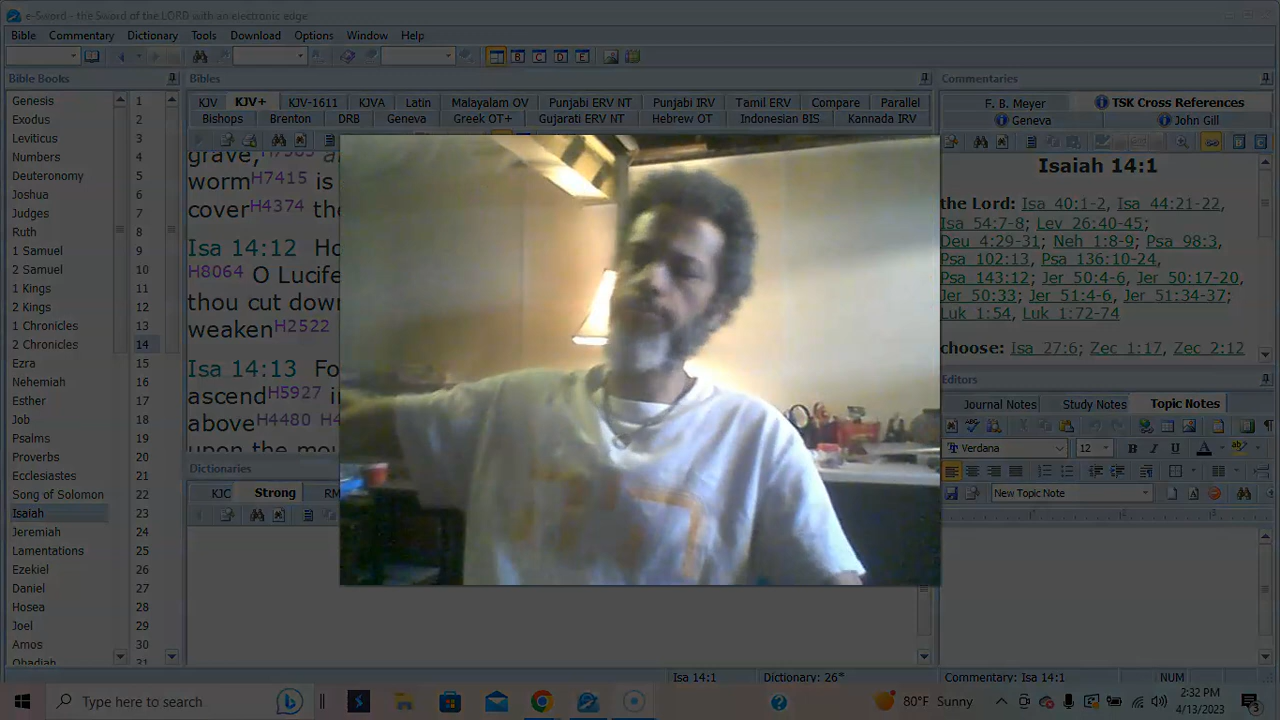 e-Sword - the Sword of the LORD with an electronic edge
Bible Commentary Dictionary Tools Download Options Window Help
B C D E
Bible Books
Genesis
Exodus
Leviticus
Numbers
Deuteronomy
Joshua
Judges
Ruth
1 Samuel
2 Samuel
1 Kings
2 Kings
1 Chronicles
2 Chronicles
Ezra
Nehemiah
Esther
Job
Psalms
Proverbs
Ecclesiastes
Song of Solomon
Isaiah
Jeremiah
Lamentations
Ezekiel
Daniel
Hosea
Joel
Amos
Obadiah
1
2
3
4
5
6
7
8
9
10
11
12
13
14
15
16
17
18
19
20
21
22
23
24
25
26
27
28
29
30
31
Bibles
KJV KJV+ KJV-1611 KJVA Latin Malayalam OV Punjabi ERV NT Punjabi IRV Tamil ERV Compare Parallel
Bishops Brenton DRB Geneva Greek OT+ Gujarati ERV NT Hebrew OT Indonesian BIS Kannada IRV
grave,H7585
worm H7415 is
cover H4374 the
Isa 14:12
H8064 O Lucife
thou cut down
weaken H2522
Isa 14:13 Fo
ascend H5927
above H4480
upon the mou
Dictionaries
KJC Strong
Commentaries
F. B. Meyer TSK Cross References
Geneva John Gill
Isaiah 14:1
the Lord: Isa 40:1-2, Isa 44:21-22,
Isa 54:7-8; Lev 26:40-45;
Deu 4:29-31; Neh 1:8-9; Psa 98:3,
Psa 102:13, Psa 136:10-24,
Psa 143:12; Jer 50:4-6, Jer 50:17-20,
Jer 50:33; Jer 51:4-6, Jer 51:34-37;
Luk 1:54, Luk 1:72-74
choose: Isa 27:6; Zec 1:17, Zec 2:12
Editors
Journal Notes Study Notes Topic Notes
Verdana 12 B I U A
New Topic Note
1 2 3
Isa 14:1 Dictionary: 26* Commentary: Isa 14:1 NUM
Type here to search
80°F Sunny
2:32 PM
4/13/2023
3